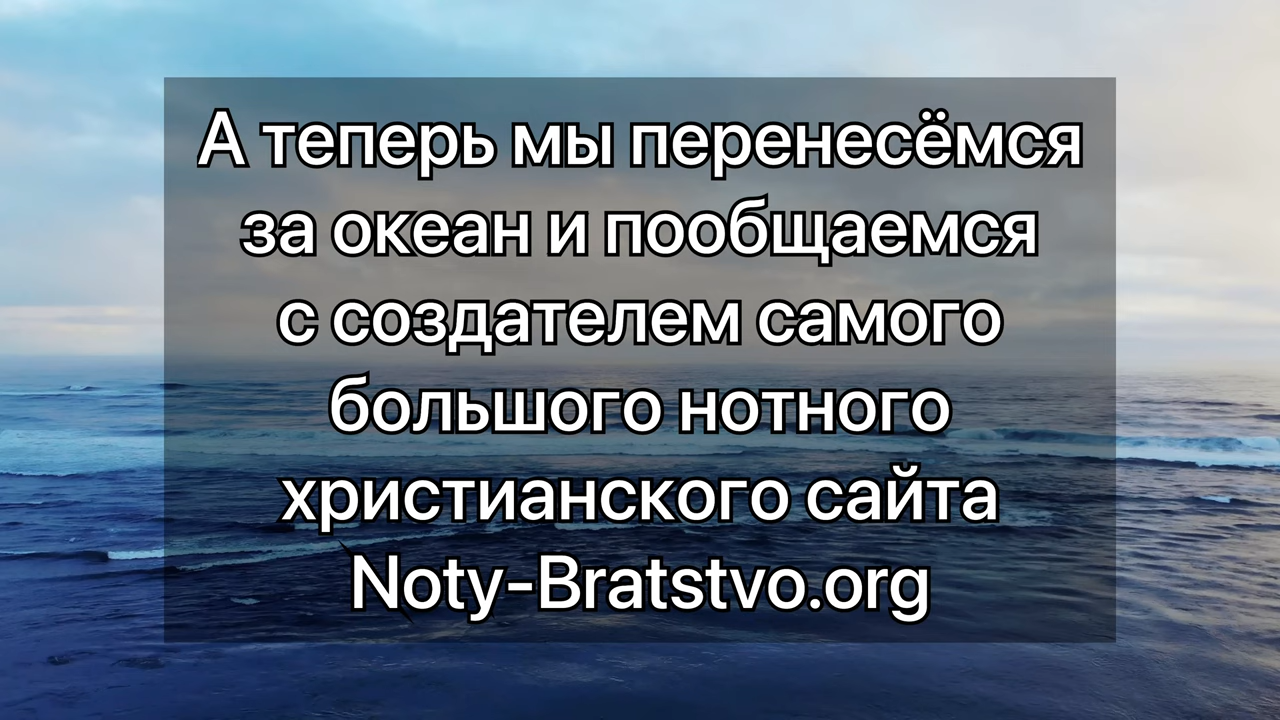 А теперь мы перенесёмся
за океан и пообщаемся
с создателем самого
большого нотного
христианского сайта
Noty-Bratstvo.org